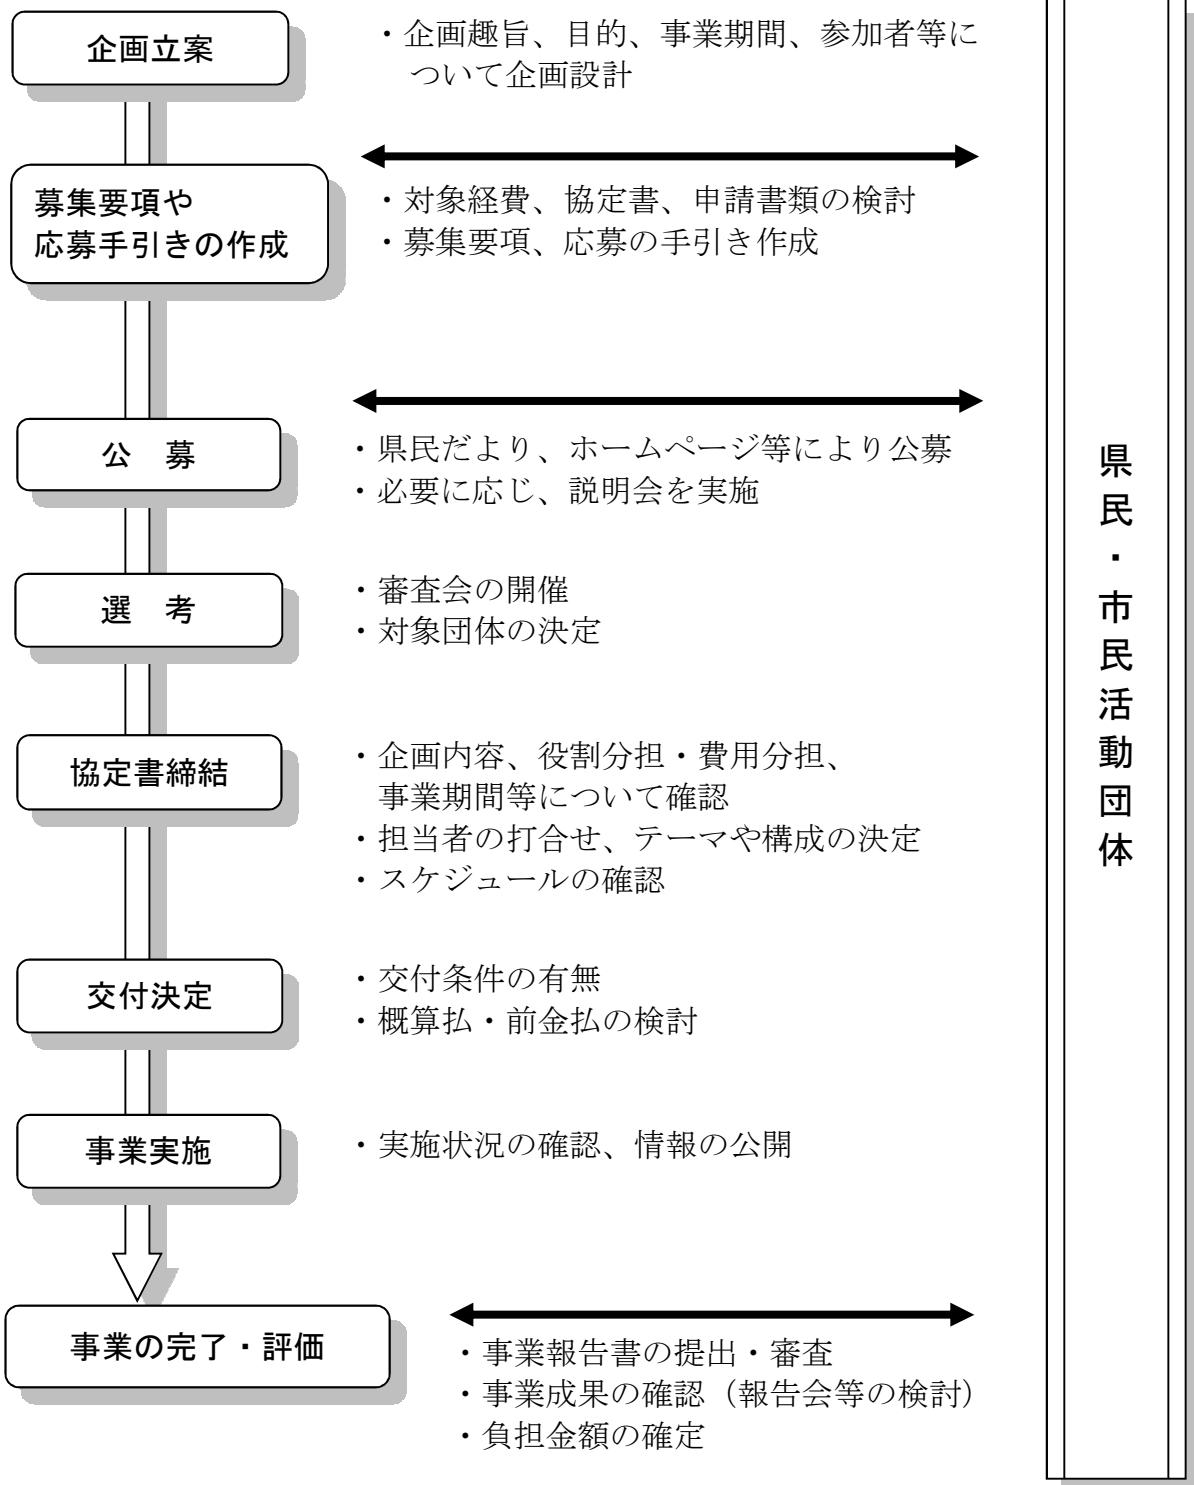 企画立案
・企画趣旨、目的、事業期間、参加者等に
ついて企画設計
募集要項や
応募手引きの作成
・対象経費、協定書、申請書類の検討
・募集要項、応募の手引き作成
公　募
・県民だより、ホームページ等により公募
・必要に応じ、説明会を実施
選　考
・審査会の開催
・対象団体の決定
協定書締結
・企画内容、役割分担・費用分担、
事業期間等について確認
・担当者の打合せ、テーマや構成の決定
・スケジュールの確認
交付決定
・交付条件の有無
・概算払・前金払の検討
事業実施
・実施状況の確認、情報の公開
事業の完了・評価
・事業報告書の提出・審査
・事業成果の確認（報告会等の検討）
・負担金額の確定
県民・市民活動団体